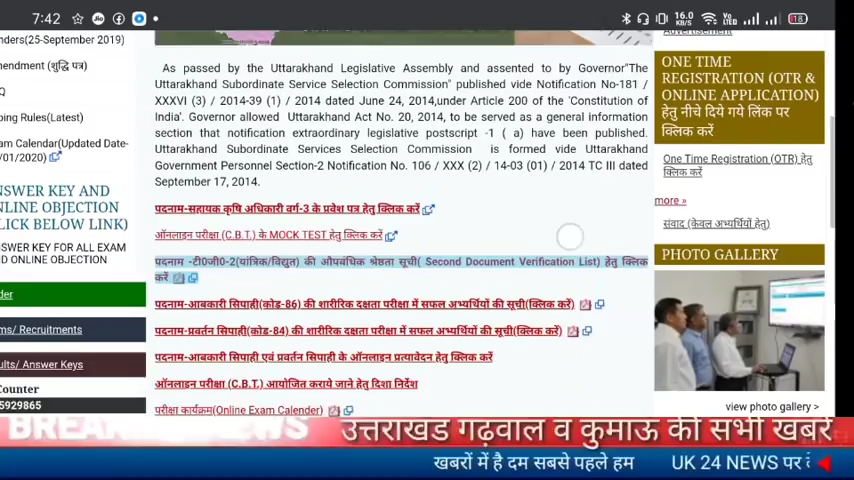 7:42
16.0
KB/S
Vo
LTE
18
nders(25-September 2019)
nendment (शुद्धि पत्र)
Q
ping Rules(Latest)
am Calendar(Updated Date-
/01/2020)
NSWER KEY AND
NLINE OBJECTION
LICK BELOW LINK)
NSWER KEY FOR ALL EXAM
ND ONLINE OBJECTION
der
ms/ Recruitments
ults/ Answer Keys
Counter
5929865
As passed by the Uttarakhand Legislative Assembly and assented to by Governor"The
Uttarakhand Subordinate Service Selection Commission" published vide Notification No-181 /
XXXVI (3) / 2014-39 (1) / 2014 dated June 24, 2014,under Article 200 of the 'Constitution of
India'. Governor allowed Uttarakhand Act No. 20, 2014, to be served as a general information
section that notification extraordinary legislative postscript -1 ( a) have been published.
Uttarakhand Subordinate Services Selection Commission is formed vide Uttarakhand
Government Personnel Section-2 Notification No. 106 / XXX (2) / 14-03 (01) / 2014 TC III dated
September 17, 2014.
पदनाम-सहायक कृषि अधिकारी वर्ग-3 के प्रवेश पत्र हेतु क्लिक करें
ऑनलाइन परीक्षा (C.B.T.) के MOCK TEST हेतु क्लिक करें
पदनाम -टी0जी0-2(यांत्रिक/विद्युत) की औपबंधिक श्रेष्ठता सूची( Second Document Verification List) हेतु क्लिक
करें
पदनाम-आबकारी सिपाही(कोड-86) की शारीरिक दक्षता परीक्षा में सफल अभ्यर्थियों की सूची(क्लिक करें)
पदनाम-प्रवर्तन सिपाही(कोड-84) की शारीरिक दक्षता परीक्षा में सफल अभ्यर्थियों की सूची(क्लिक करें)
पदनाम-आबकारी सिपाही एवं प्रवर्तन सिपाही के ऑनलाइन प्रत्यावेदन हेतु क्लिक करें
ऑनलाइन परीक्षा (C.B.T.) आयोजित कराये जाने हेतु दिशा निर्देश
परीक्षा कार्यक्रम(Online Exam Calender)
Advertisement
ONE TIME
REGISTRATION (OTR &
ONLINE APPLICATION)
हेतु नीचे दिये गये लिंक पर
क्लिक करें
One Time Registration (OTR) हेतु
क्लिक करें
more »
संवाद (केवल अभ्यर्थियों हेतु)
PHOTO GALLERY
view photo gallery >
BREAKING NEWS
उत्तराखंड गढ़वाल व कुमाऊ की सभी खबरें
खबरों में है दम सबसे पहले हम
UK 24 NEWS पर